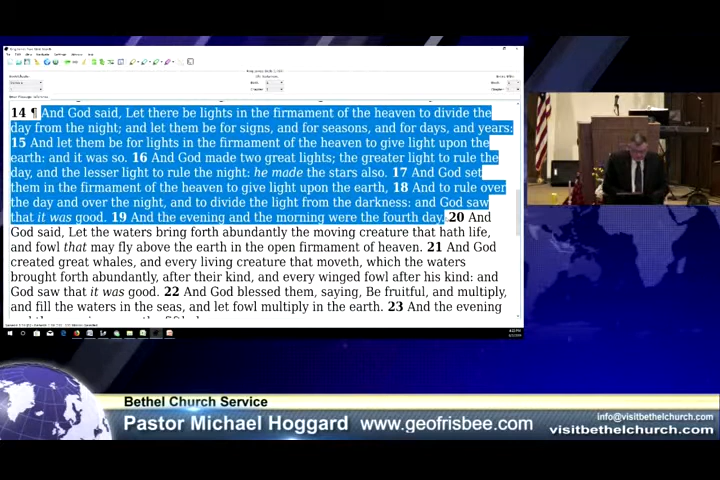 14 ¶ And God said, Let there be lights in the firmament of the heaven to divide the
day from the night; and let them be for signs, and for seasons, and for days, and years:
15 And let them be for lights in the firmament of the heaven to give light upon the
earth: and it was so. 16 And God made two great lights; the greater light to rule the
day, and the lesser light to rule the night: he made the stars also. 17 And God set
them in the firmament of the heaven to give light upon the earth, 18 And to rule over
the day and over the night, and to divide the light from the darkness: and God saw
that it was good. 19 And the evening and the morning were the fourth day. 20 And
God said, Let the waters bring forth abundantly the moving creature that hath life,
and fowl that may fly above the earth in the open firmament of heaven. 21 And God
created great whales, and every living creature that moveth, which the waters
brought forth abundantly, after their kind, and every winged fowl after his kind: and
God saw that it was good. 22 And God blessed them, saying, Be fruitful, and multiply,
and fill the waters in the seas, and let fowl multiply in the earth. 23 And the evening
Bethel Church Service
Pastor Michael Hoggard www.geofrisbee.com
info@visitbethelchurch.com
visitbethelchurch.com